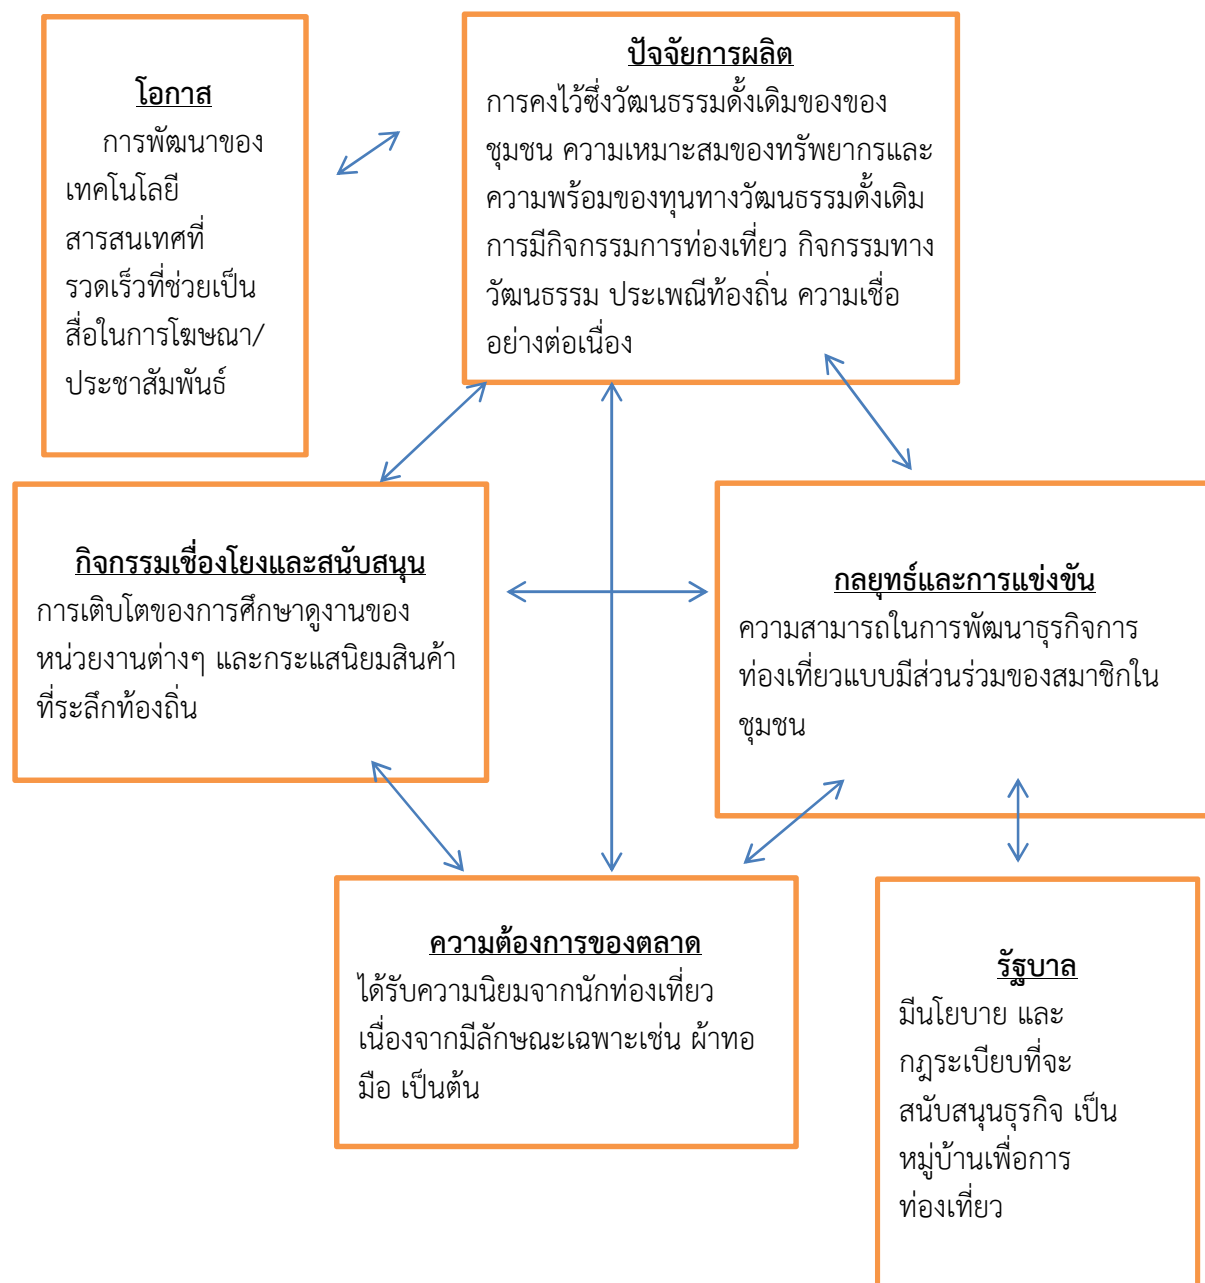 โอกาส
การพัฒนาของ
เทคโนโลยี
สารสนเทศที่
รวดเร็วที่ช่วยเป็น
สื่อในการโฆษณา/
ประชาสัมพันธ์
ปัจจัยการผลิต
การคงไว้ซึ่งวัฒนธรรมดั้งเดิมของของ
ชุมชน ความเหมาะสมของทรัพยากรและ
ความพร้อมของทุนทางวัฒนธรรมดั้งเดิม
การมีกิจกรรมการท่องเที่ยว กิจกรรมทาง
วัฒนธรรม ประเพณีท้องถิ่น ความเชื่อ
อย่างต่อเนื่อง
กิจกรรมเชื่องโยงและสนับสนุน
การเติบโตของการศึกษาดูงานของ
หน่วยงานต่างๆ และกระแสนิยมสินค้า
ที่ระลึกท้องถิ่น
กลยุทธ์และการแข่งขัน
ความสามารถในการพัฒนาธุรกิจการ
ท่องเที่ยวแบบมีส่วนร่วมของสมาชิกใน
ชุมชน
ความต้องการของตลาด
ได้รับความนิยมจากนักท่องเที่ยว
เนื่องจากมีลักษณะเฉพาะเช่น ผ้าทอ
มือ เป็นต้น
รัฐบาล
มีนโยบาย และ
กฎระเบียบที่จะ
สนับสนุนธุรกิจ เป็น
หมู่บ้านเพื่อการ
ท่องเที่ยว